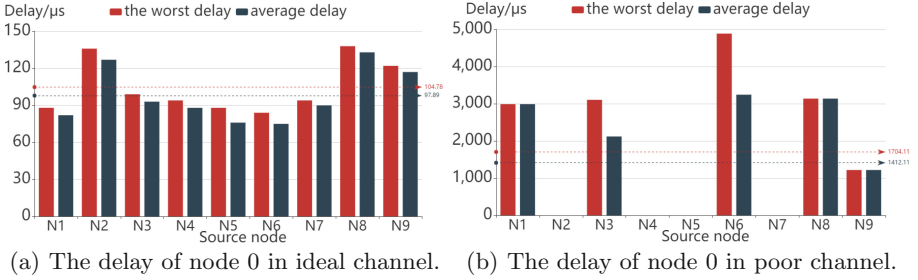 Delay/μs
the worst delay average delay
150
120
90
60
30
0
104.78
97.89
N1 N2 N3 N4 N5 N6 N7 N8 N9
Source node
(a) The delay of node 0 in ideal channel.
Delay/μs
the worst delay average delay
5,000
4,000
3,000
2,000
1,000
0
1704.11
1412.11
N1 N2 N3 N4 N5 N6 N7 N8 N9
Source node
(b) The delay of node 0 in poor channel.